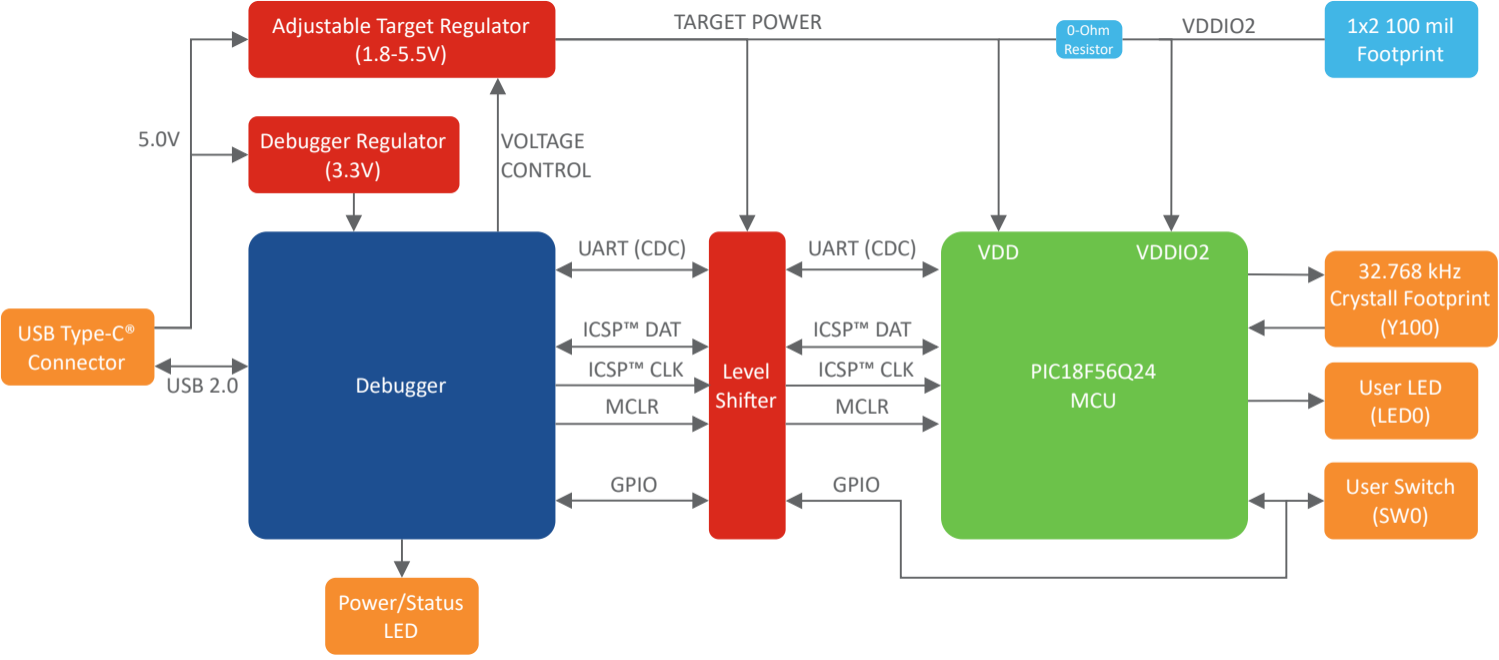 Adjustable Target Regulator
(1.8-5.5V)
TARGET POWER
0-Ohm
Resistor
VDDIO2
1x2 100 mil
Footprint
5.0V
Debugger Regulator
(3.3V)
VOLTAGE
CONTROL
USB Type-C®
Connector
USB 2.0
Debugger
UART (CDC)
ICSP™ DAT
ICSP™ CLK
MCLR
GPIO
Level
Shifter
UART (CDC)
ICSP™ DAT
ICSP™ CLK
MCLR
GPIO
VDD
VDDIO2
PIC18F56Q24
MCU
32.768 kHz
Crystall Footprint
(Y100)
User LED
(LED0)
User Switch
(SW0)
Power/Status
LED